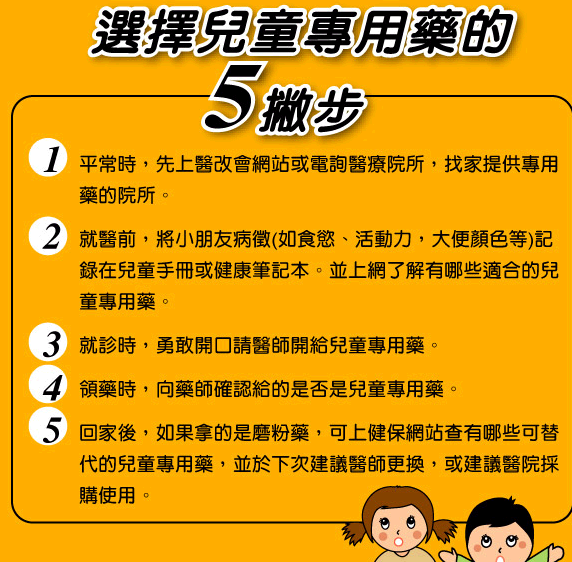 選擇兒童專用藥的
5撇步
1 平常時，先上醫改會網站或電詢醫療院所，找家提供專用
藥的院所。
2 就醫前，將小朋友病徵(如食慾、活動力，大便顏色等)記
錄在兒童手冊或健康筆記本。並上網了解有哪些適合的兒
童專用藥。
3 就診時，勇敢開口請醫師開給兒童專用藥。
4 領藥時，向藥師確認給的是否是兒童專用藥。
5 回家後，如果拿的是磨粉藥，可上健保網站查有哪些可替
代的兒童專用藥，並於下次建議醫師更換，或建議醫院採
購使用。